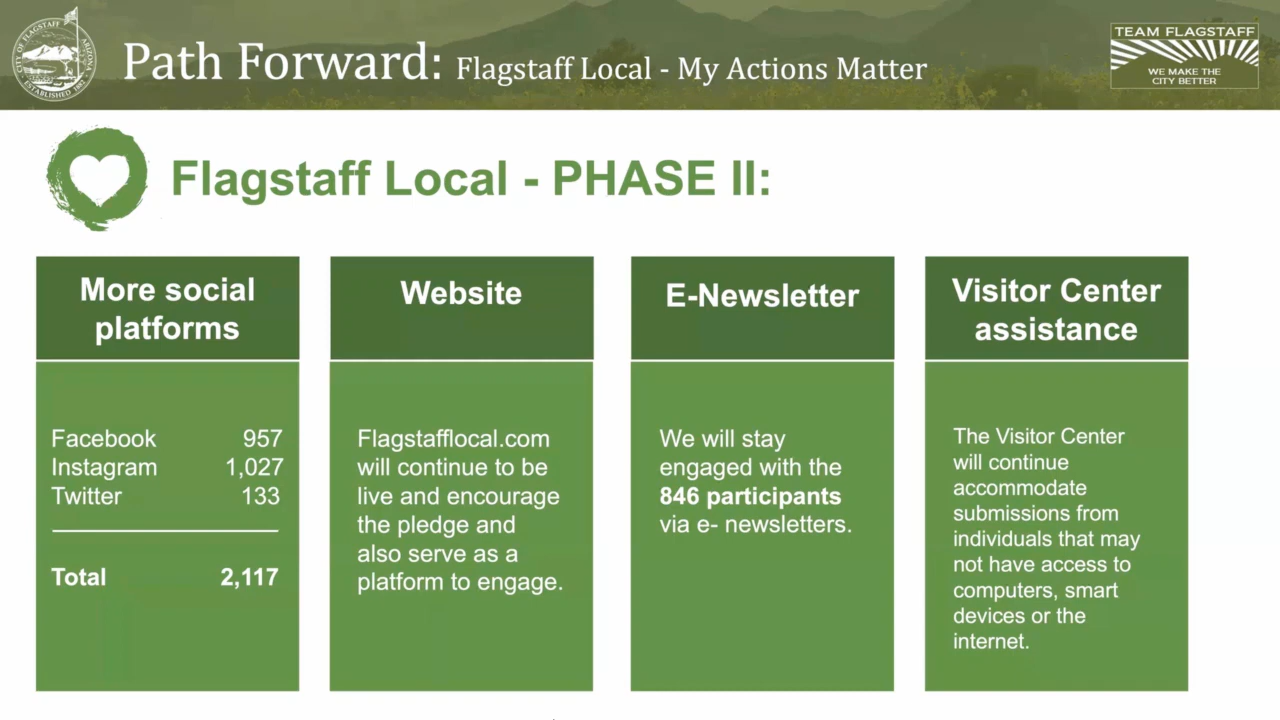 CITY OF FLAGSTAFF
ARIZONA
Path Forward: Flagstaff Local - My Actions Matter
TEAM FLAGSTAFF
WE MAKE THE
CITY BETTER
Flagstaff Local - PHASE II:
More social
platforms
Facebook 957
Instagram 1,027
Twitter 133
Total 2,117
Website
Flagstafflocal.com
will continue to be
live and encourage
the pledge and
also serve as a
platform to engage.
E-Newsletter
We will stay
engaged with the
846 participants
via e- newsletters.
Visitor Center
assistance
The Visitor Center
will continue
accommodate
submissions from
individuals that may
not have access to
computers, smart
devices or the
internet.